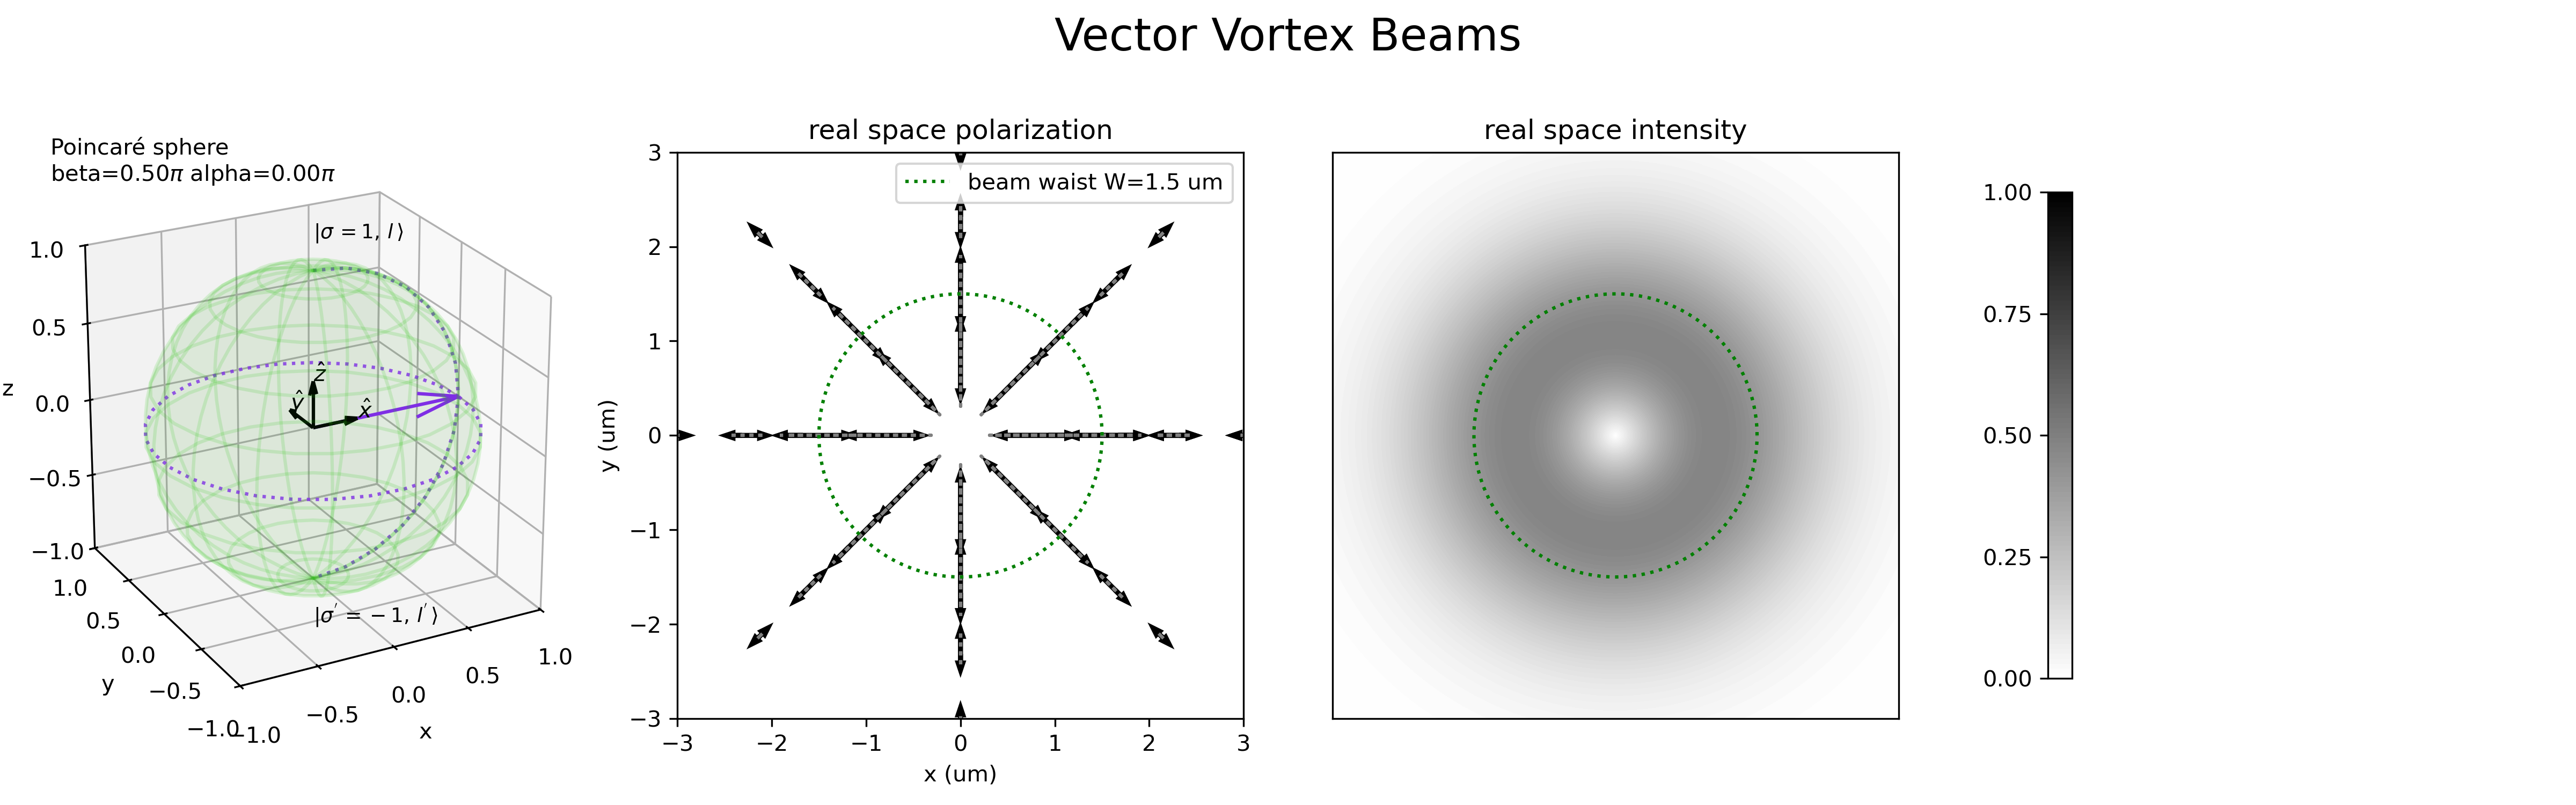 Vector Vortex Beams
Poincaré sphere
beta=0.50π alpha=0.00π
|σ = 1, l⟩
1.0
0.5
0.0
−0.5
−1.0
z
ẑ
ŷ
x̂
|σ′ = −1, l′⟩
1.0
0.5
0.0
−0.5
−1.0
y
−1.0
−0.5
0.0
0.5
1.0
x
real space polarization
beam waist W=1.5 um
3
2
1
0
−1
−2
−3
y (um)
−3 −2 −1 0 1 2 3
x (um)
real space intensity
1.00
0.75
0.50
0.25
0.00